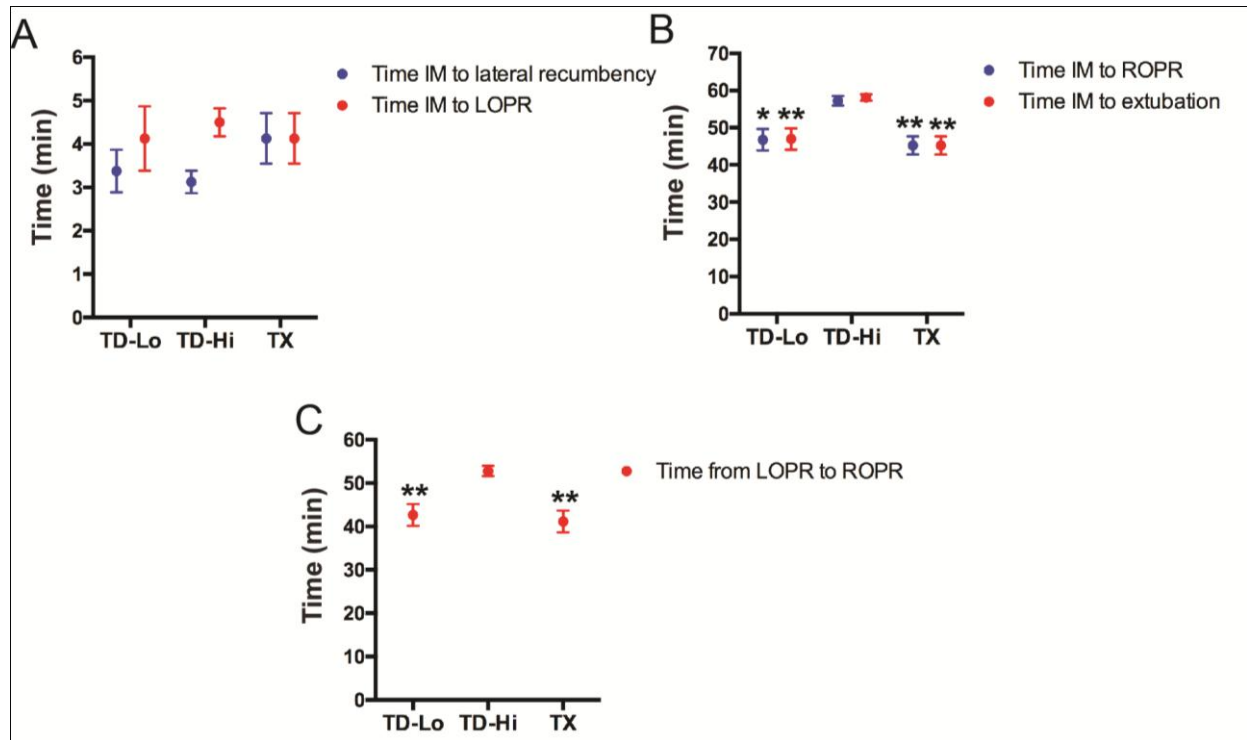 A
6
5
4
3
2
1
0
Time (min)
TD-Lo
TD-Hi
TX
Time IM to lateral recumbency
Time IM to LOPR
B
70
60
50
40
30
20
10
0
Time (min)
* **
** **
TD-Lo
TD-Hi
TX
Time IM to ROPR
Time IM to extubation
C
60
50
40
30
20
10
0
Time (min)
**
**
TD-Lo
TD-Hi
TX
Time from LOPR to ROPR